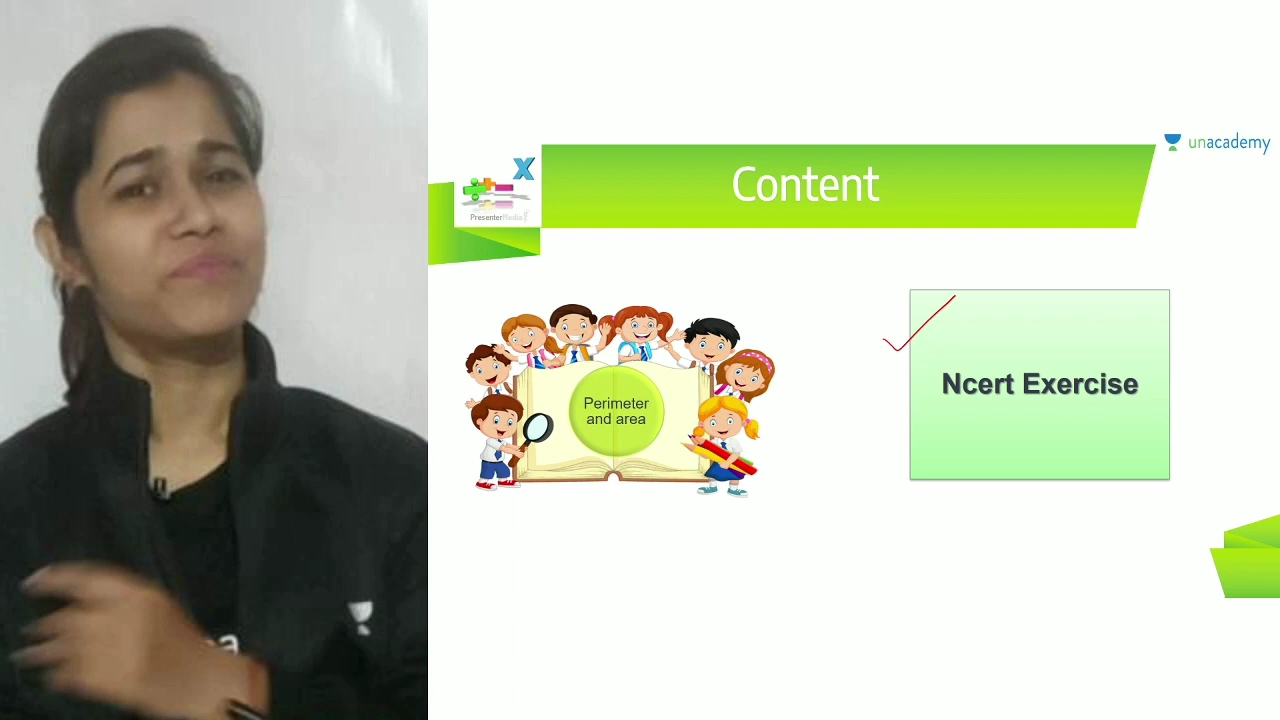 unacademy
X
Content
PresenterMedia
Perimeter
and area
Ncert Exercise